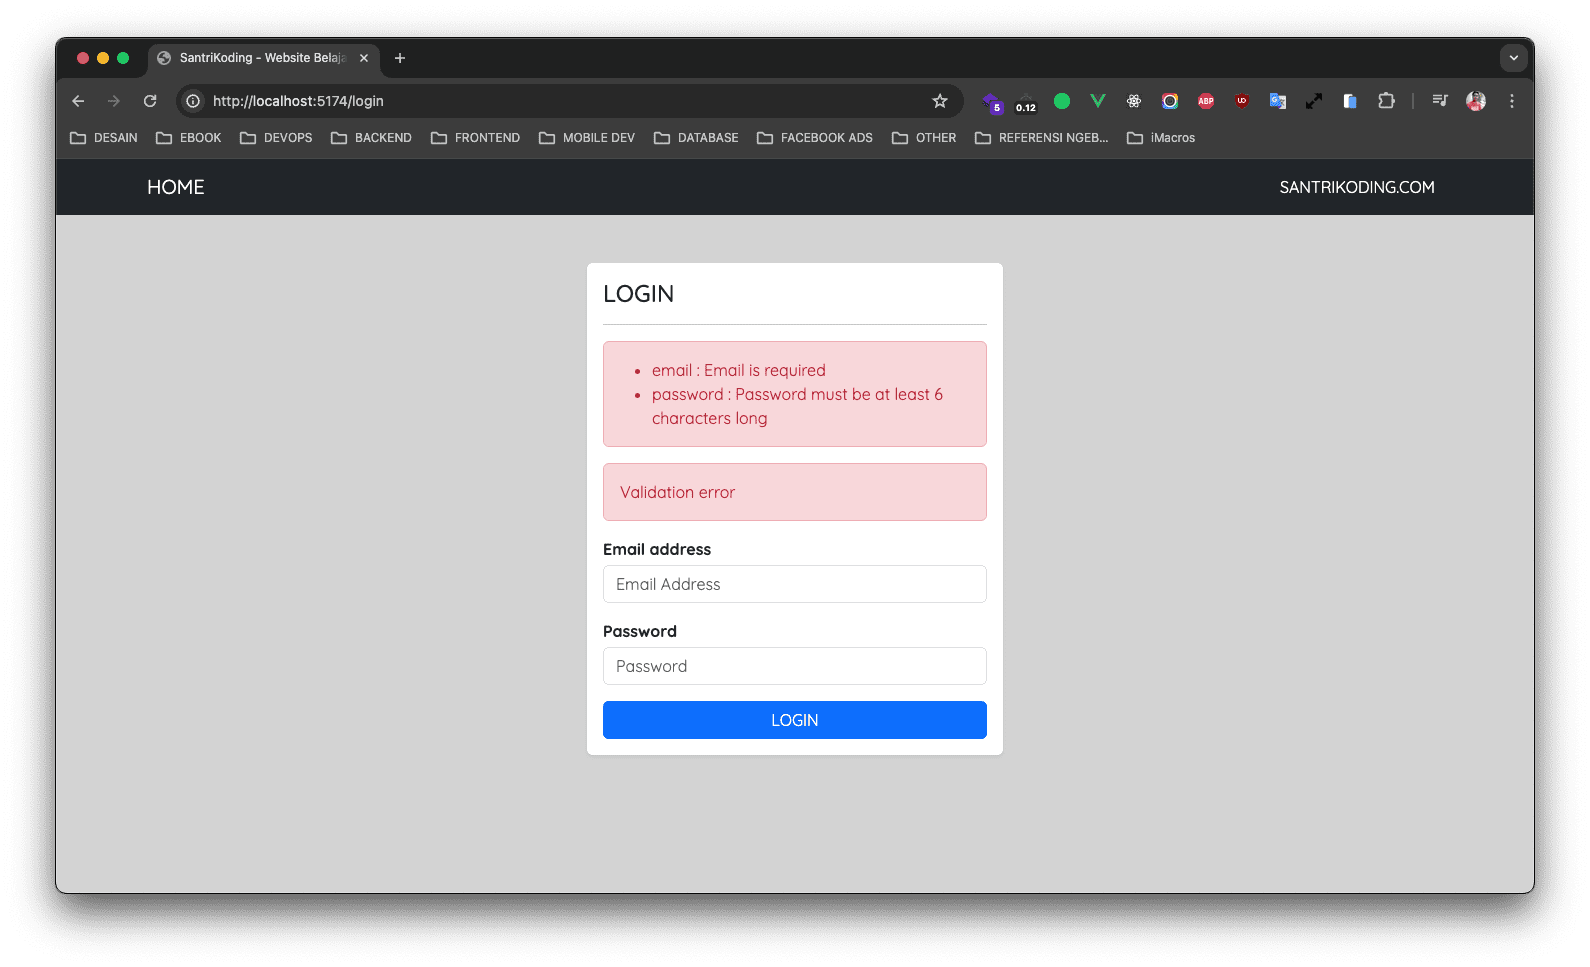 SantriKoding - Website Belaja
http://localhost:5174/login
5
0.12
ABP
UD
DESAIN EBOOK DEVOPS BACKEND FRONTEND MOBILE DEV DATABASE FACEBOOK ADS OTHER REFERENSI NGEB... iMacros
HOME SANTRIKODING.COM
LOGIN
• email : Email is required
• password : Password must be at least 6
characters long
Validation error
Email address
Email Address
Password
Password
LOGIN